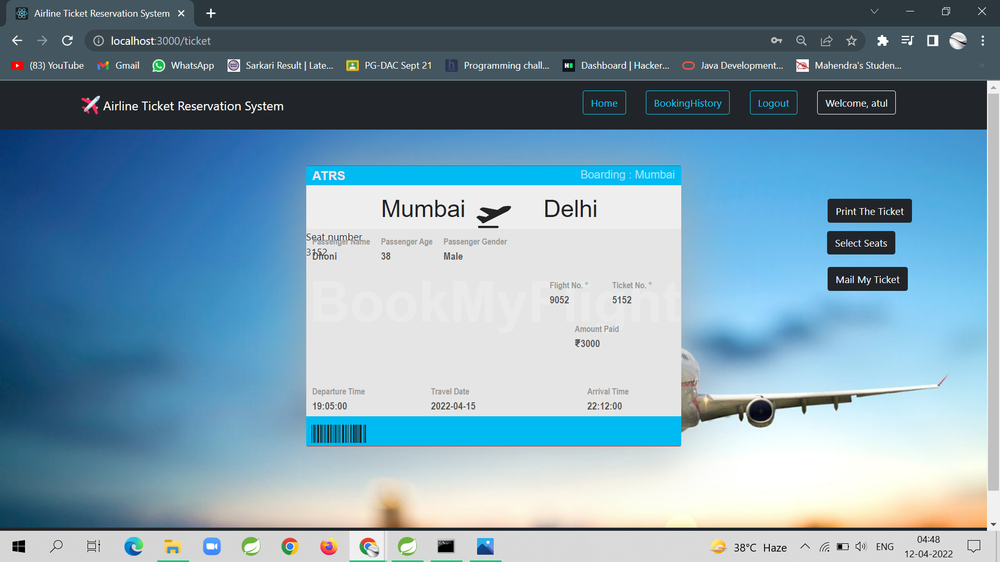 Airline Ticket Reservation System
localhost:3000/ticket
(83) YouTube Gmail WhatsApp Sarkari Result | Late... PG-DAC Sept 21 Programming chall... Dashboard | Hacker... Java Development... Mahendra's Studen...
Airline Ticket Reservation System Home BookingHistory Logout Welcome, atul
ATRS Boarding : Mumbai
Mumbai Delhi
Seat number
Passenger Name Passenger Age Passenger Gender
3152
Dhoni 38 Male
BookMyFlight
Flight No. ° Ticket No. °
9052 5152
Amount Paid
₹3000
Departure Time Travel Date Arrival Time
19:05:00 2022-04-15 22:12:00
Print The Ticket
Select Seats
Mail My Ticket
38°C Haze ENG
04:48
12-04-2022